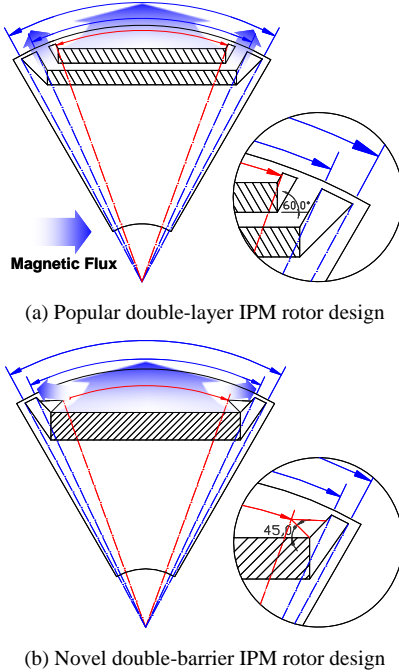 60,0°
Magnetic Flux
(a) Popular double-layer IPM rotor design
45,0°
(b) Novel double-barrier IPM rotor design